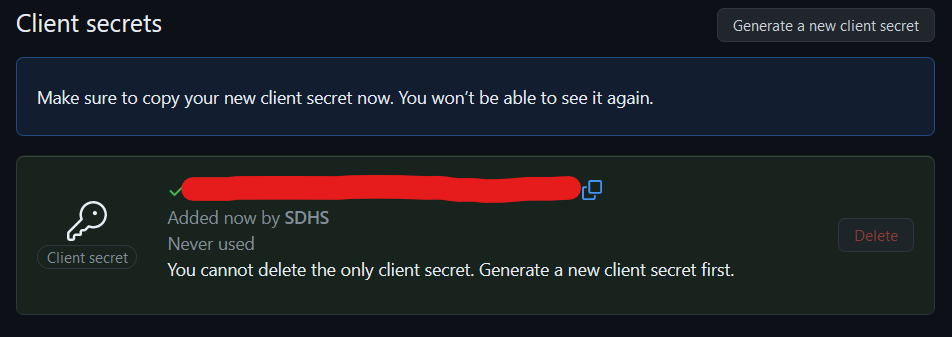 Client secrets
Generate a new client secret
Make sure to copy your new client secret now. You won’t be able to see it again.
Added now by SDHS
Never used
Client secret
You cannot delete the only client secret. Generate a new client secret first.
Delete